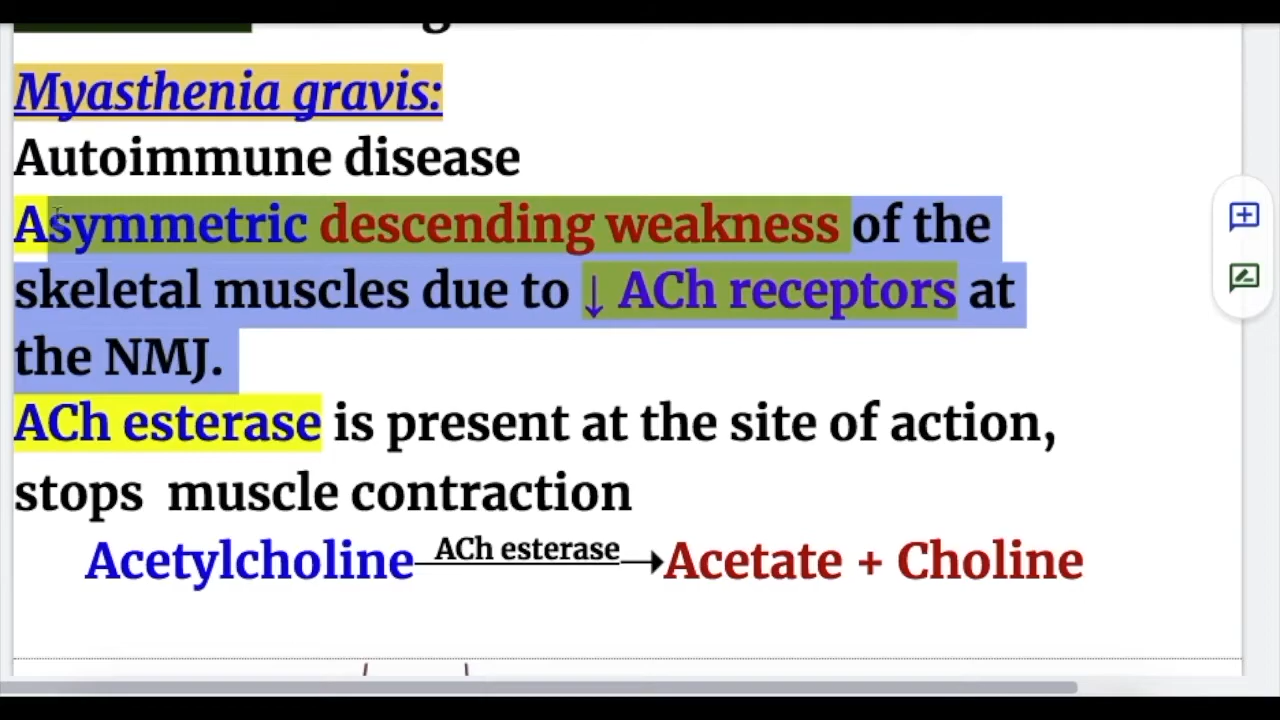 Myasthenia gravis:
Autoimmune disease
Asymmetric descending weakness of the
skeletal muscles due to ↓ ACh receptors at
the NMJ.
ACh esterase is present at the site of action,
stops  muscle contraction
Acetylcholine ACh esterase → Acetate + Choline